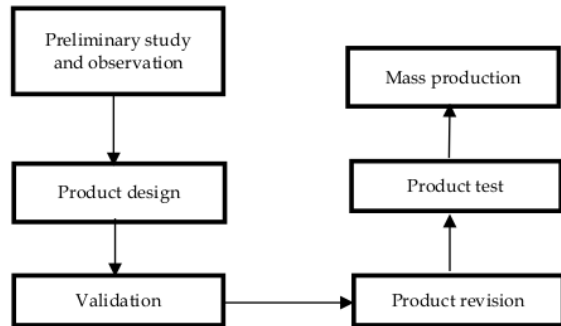 Preliminary study
and observation
Product design
Validation
Product revision
Product test
Mass production